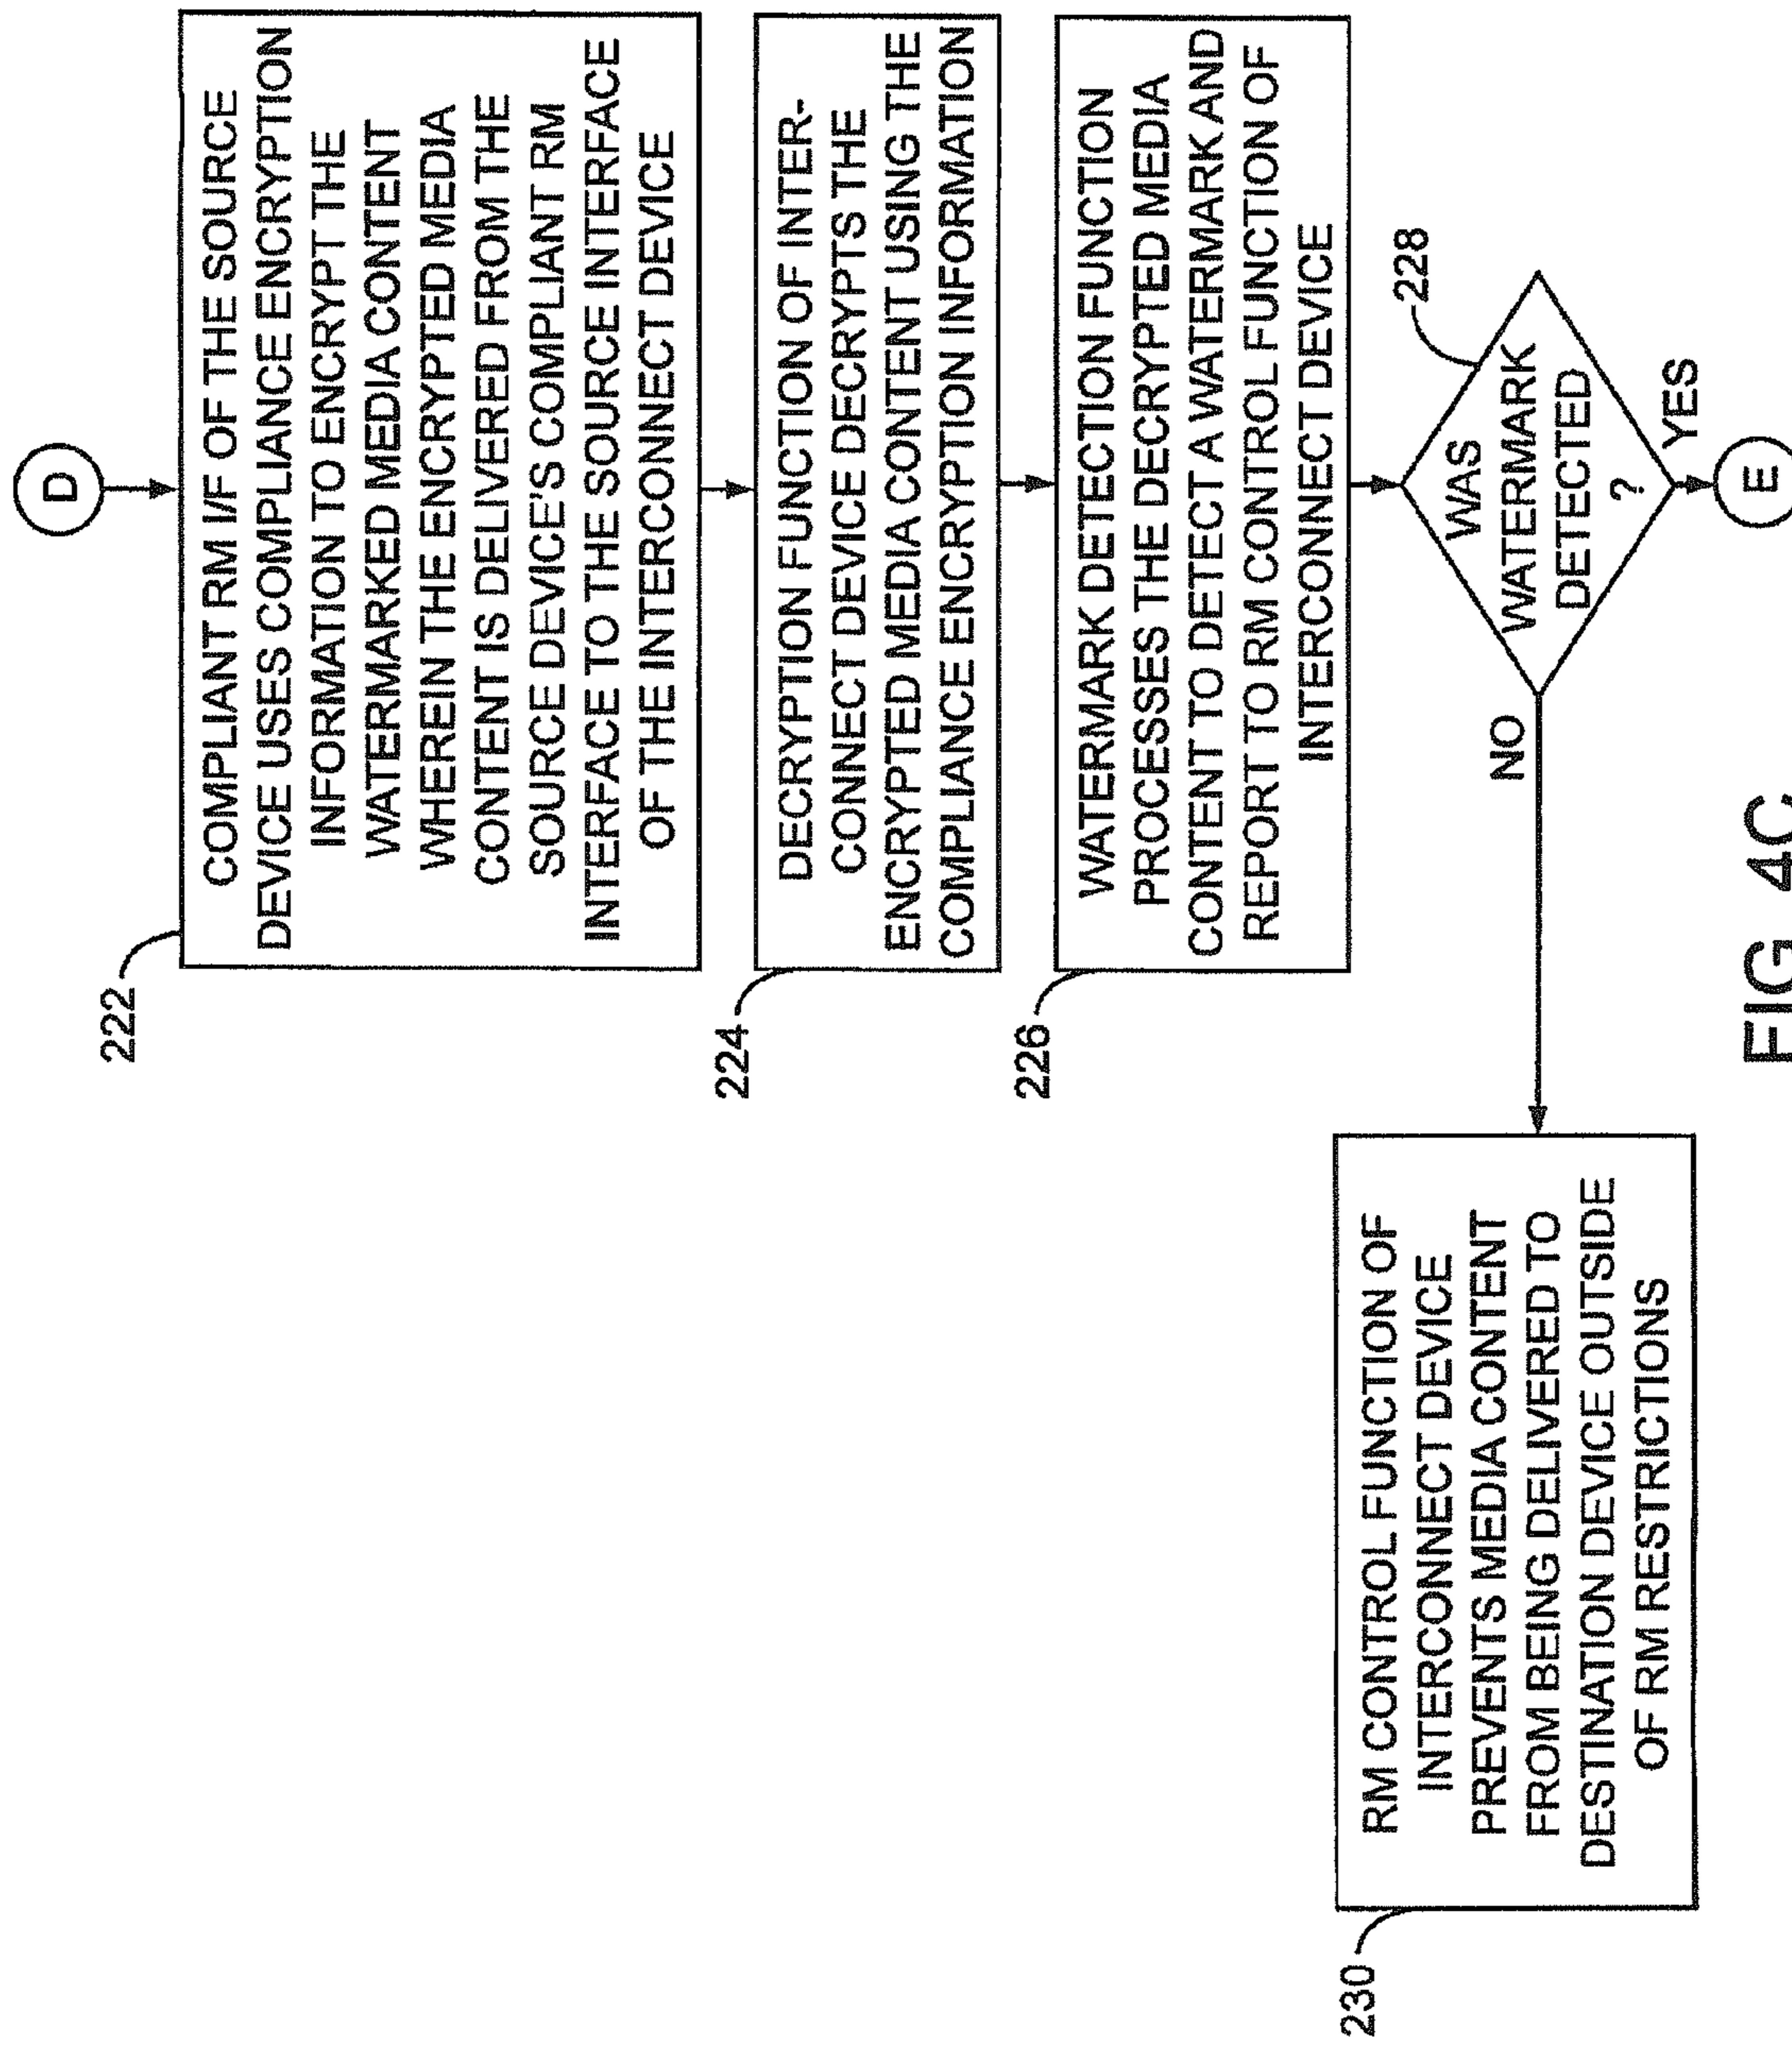 D
222
COMPLIANT RM I/F OF THE SOURCE
DEVICE USES COMPLIANCE ENCRYPTION
INFORMATION TO ENCRYPT THE
WATERMARKED MEDIA CONTENT
WHEREIN THE ENCRYPTED MEDIA
CONTENT IS DELIVERED FROM THE
SOURCE DEVICE'S COMPLIANT RM
INTERFACE TO THE SOURCE INTERFACE
OF THE INTERCONNECT DEVICE
224
DECRYPTION FUNCTION OF INTER-
CONNECT DEVICE DECRYPTS THE
ENCRYPTED MEDIA CONTENT USING THE
COMPLIANCE ENCRYPTION INFORMATION
226
WATERMARK DETECTION FUNCTION
PROCESSES THE DECRYPTED MEDIA
CONTENT TO DETECT A WATERMARK AND
REPORT TO RM CONTROL FUNCTION OF
INTERCONNECT DEVICE
228
WAS
WATERMARK
DETECTED
?
NO
YES
E
230
RM CONTROL FUNCTION OF
INTERCONNECT DEVICE
PREVENTS MEDIA CONTENT
FROM BEING DELIVERED TO
DESTINATION DEVICE OUTSIDE
OF RM RESTRICTIONS
FIG 4C